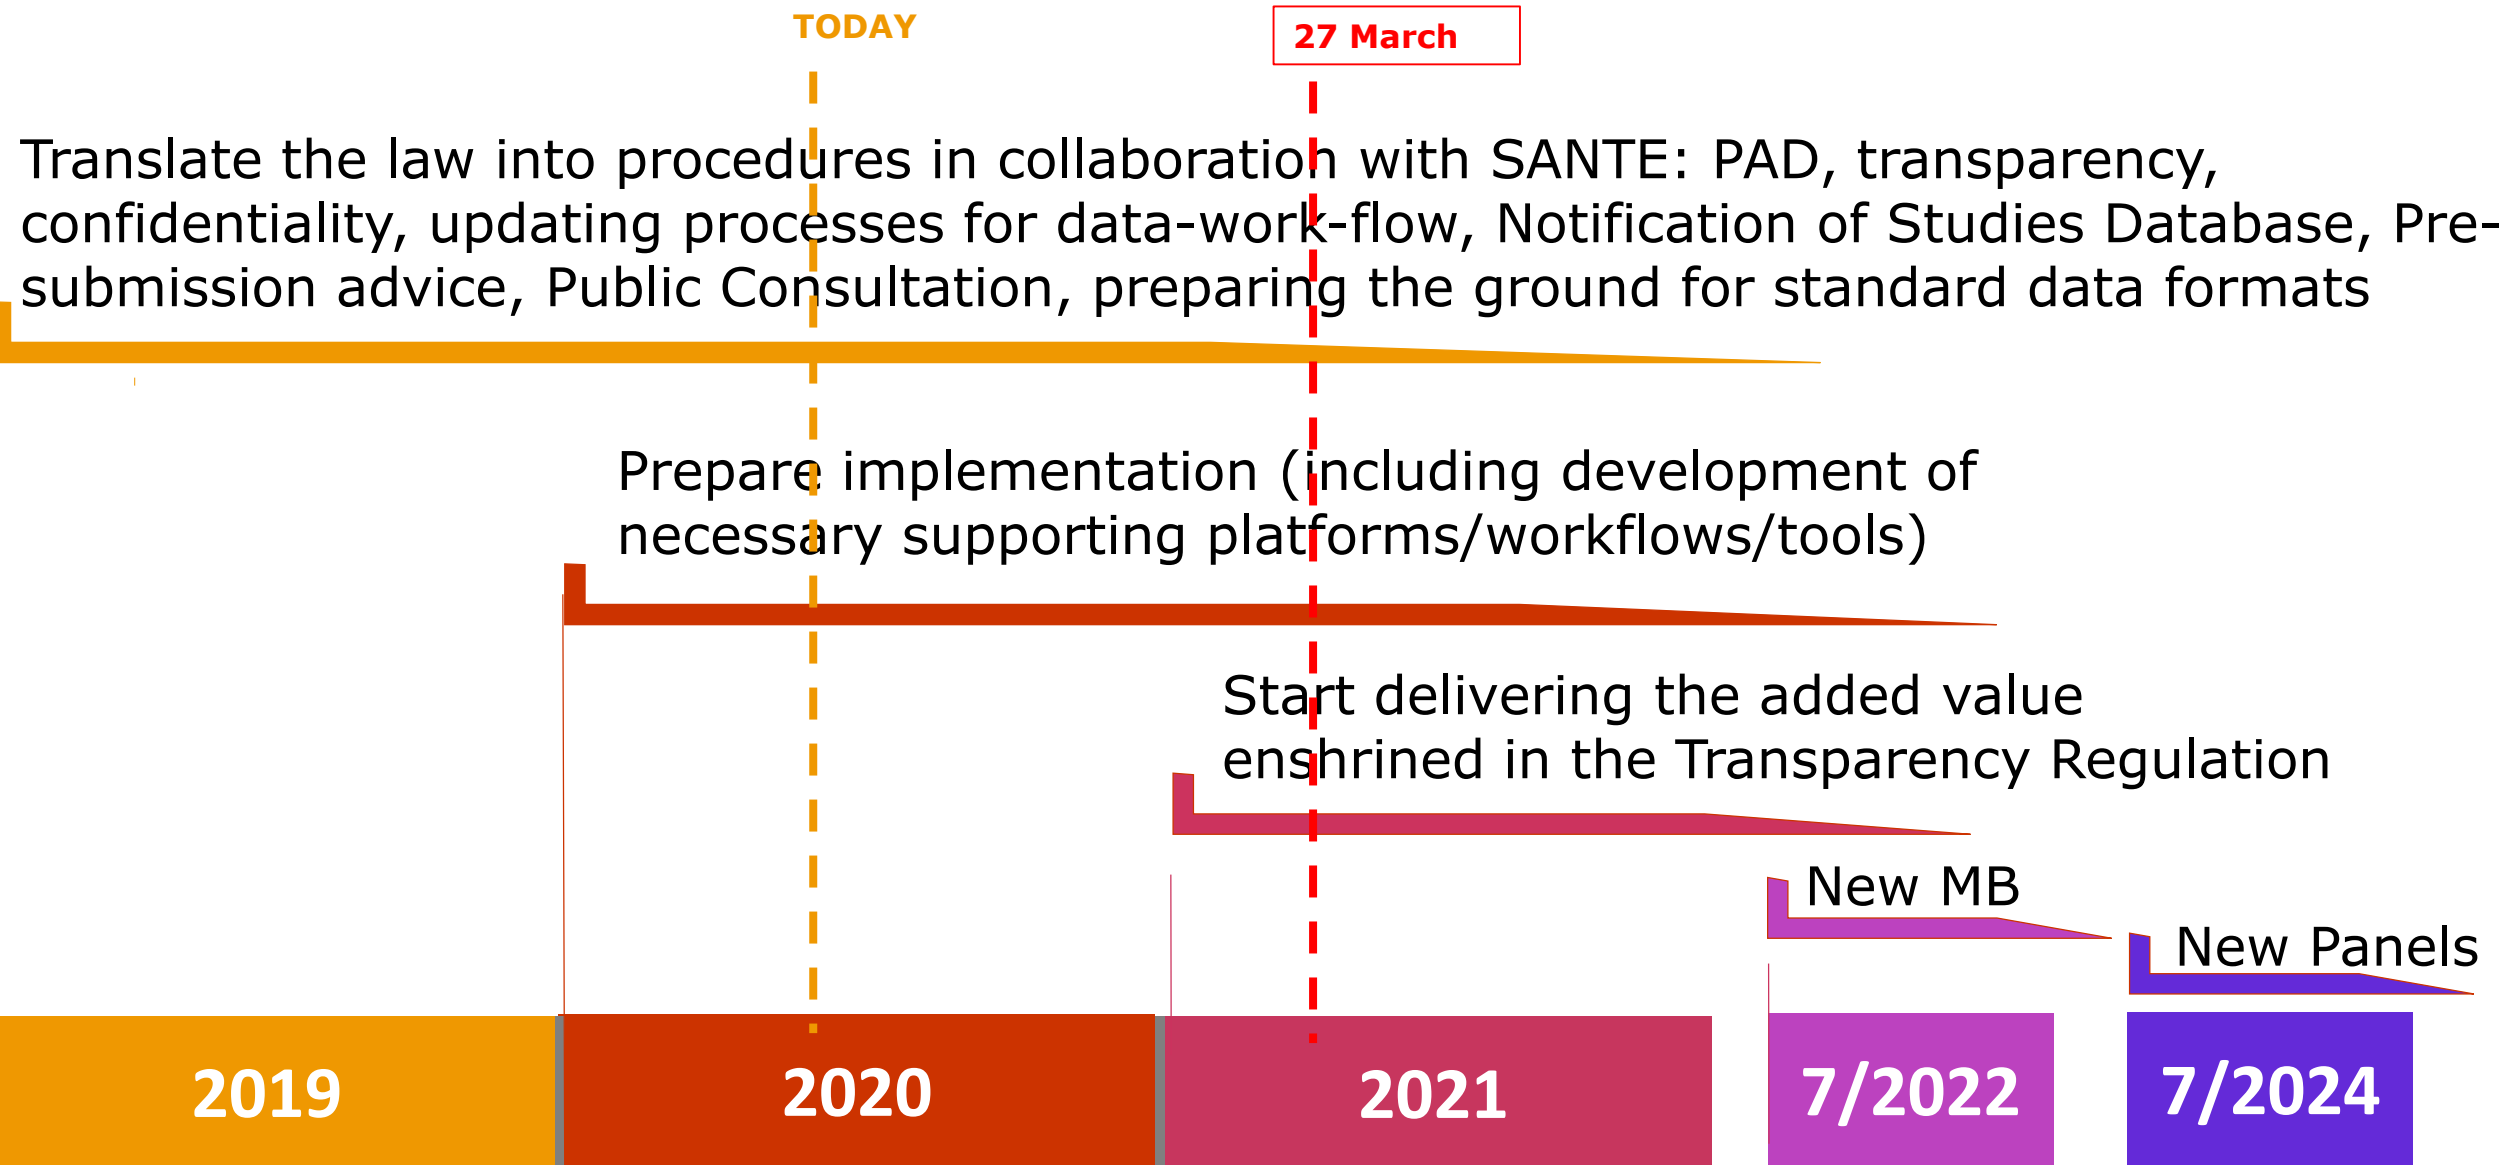 TODAY
27 March
Translate the law into procedures in collaboration with SANTE: PAD, transparency,
confidentiality, updating processes for data-work-flow, Notification of Studies Database, Pre-
submission advice, Public Consultation, preparing the ground for standard data formats
Prepare implementation (including development of
necessary supporting platforms/workflows/tools)
Start delivering the added value
enshrined in the Transparency Regulation
New MB
New Panels
2019
2020
2021
7/2022
7/2024